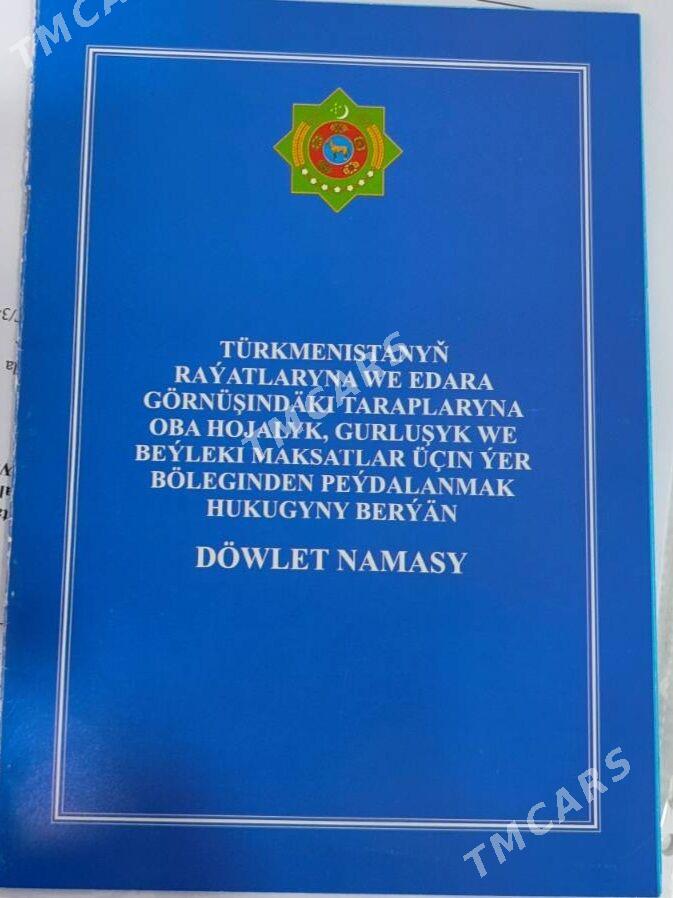 TÜRKMENISTANYŇ
RAÝATLARYNA WE EDARA
GÖRNÜŞINDÄKI TARAPLARYNA
OBA HOJALYK, GURLUŞYK WE
BEÝLEKI MAKSATLAR ÜÇIN ÝER
BÖLEGINDEN PEÝDALANMAK
HUKUGYNY BERÝÄN
DÖWLET NAMASY
TMCARS
TMCARS
TMCARS